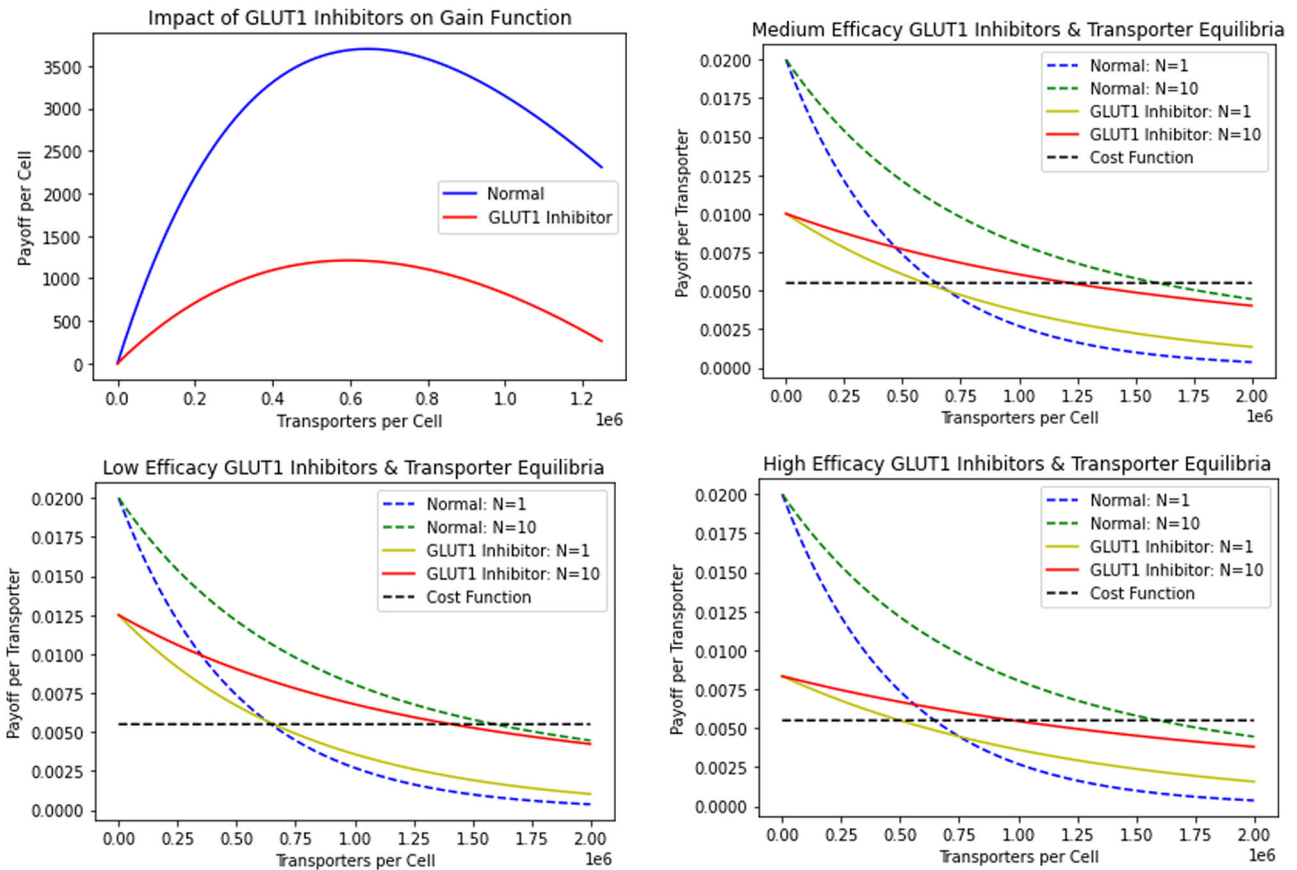 Impact of GLUT1 Inhibitors on Gain Function
Payoff per Cell
3500
3000
2500
2000
1500
1000
500
0
Normal
GLUT1 Inhibitor
0.0 0.2 0.4 0.6 0.8 1.0 1.2
1e6
Transporters per Cell
Medium Efficacy GLUT1 Inhibitors & Transporter Equilibria
Payoff per Transporter
0.0200
0.0175
0.0150
0.0125
0.0100
0.0075
0.0050
0.0025
0.0000
Normal: N=1
Normal: N=10
GLUT1 Inhibitor: N=1
GLUT1 Inhibitor: N=10
Cost Function
0.00 0.25 0.50 0.75 1.00 1.25 1.50 1.75 2.00
Transporters per Cell
1e6
Low Efficacy GLUT1 Inhibitors & Transporter Equilibria
Payoff per Transporter
0.0200
0.0175
0.0150
0.0125
0.0100
0.0075
0.0050
0.0025
0.0000
Normal: N=1
Normal: N=10
GLUT1 Inhibitor: N=1
GLUT1 Inhibitor: N=10
Cost Function
0.00 0.25 0.50 0.75 1.00 1.25 1.50 1.75 2.00
Transporters per Cell
1e6
High Efficacy GLUT1 Inhibitors & Transporter Equilibria
Payoff per Transporter
0.0200
0.0175
0.0150
0.0125
0.0100
0.0075
0.0050
0.0025
0.0000
Normal: N=1
Normal: N=10
GLUT1 Inhibitor: N=1
GLUT1 Inhibitor: N=10
Cost Function
0.00 0.25 0.50 0.75 1.00 1.25 1.50 1.75 2.00
Transporters per Cell
1e6